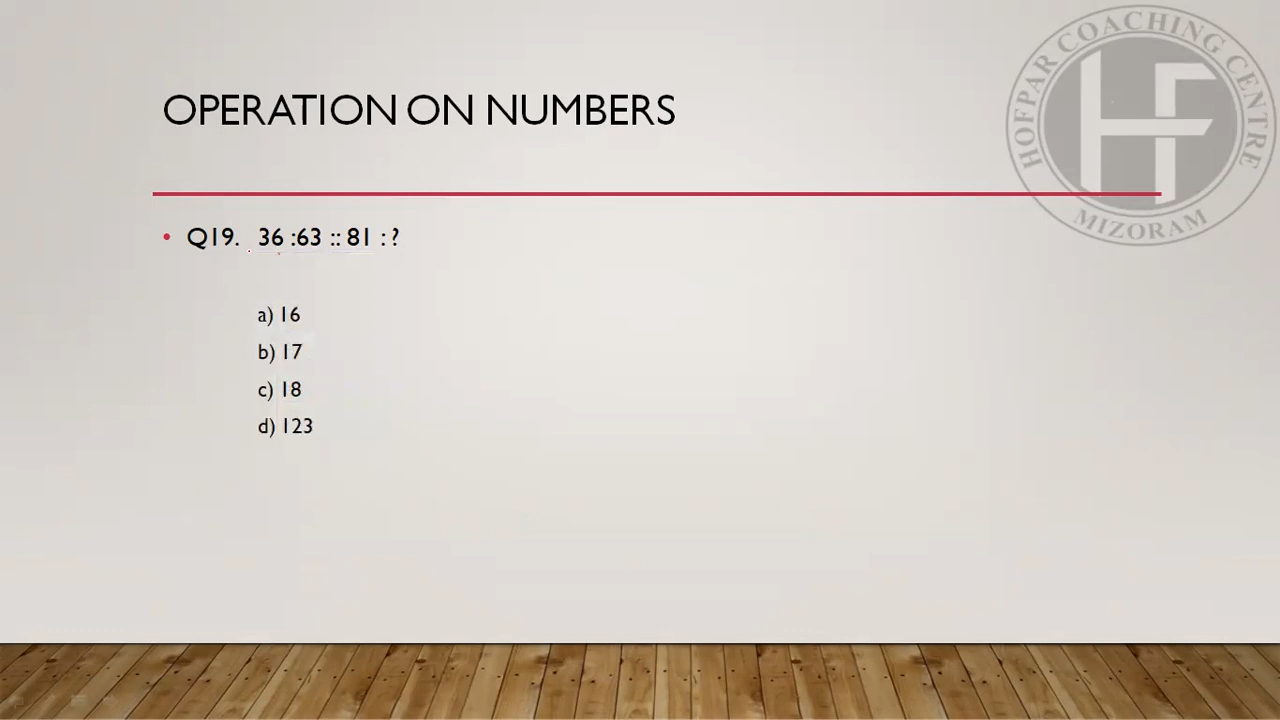 HOFPAR COACHING CENTRE
MIZORAM
OPERATION ON NUMBERS
• Q19. 36 :63 :: 81 : ?
a) 16
b) 17
c) 18
d) 123